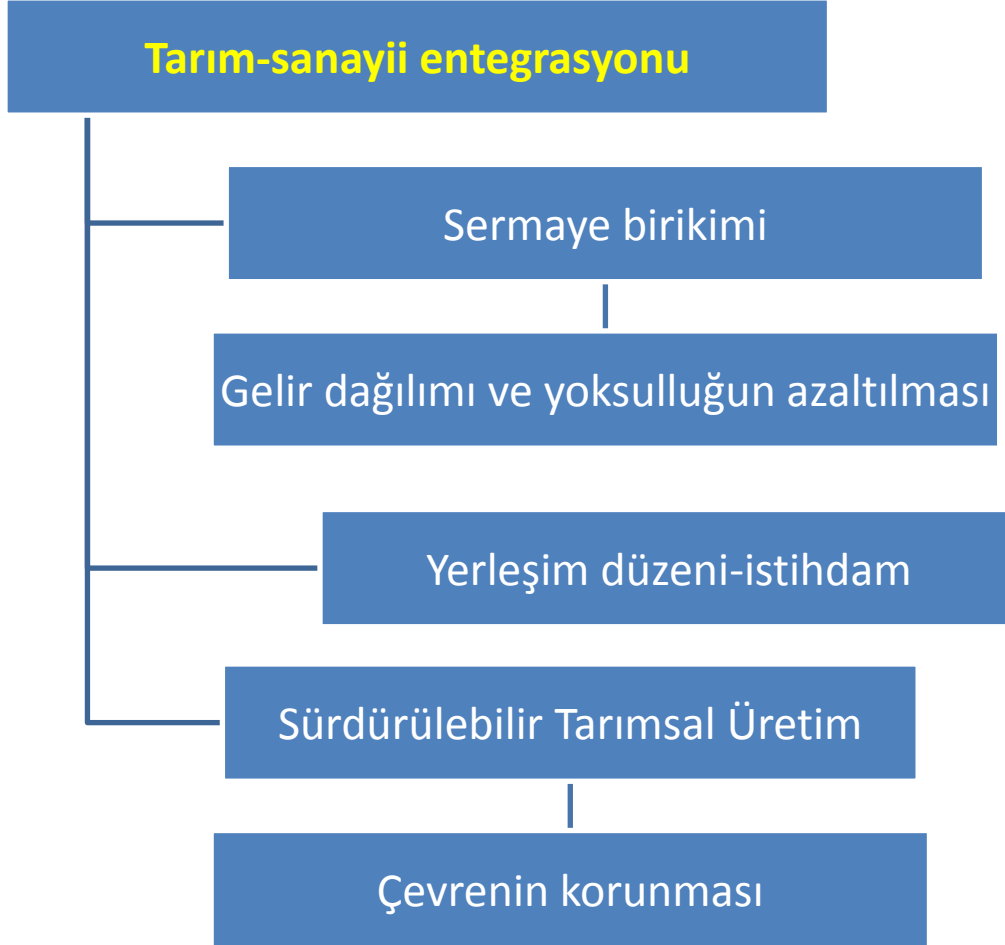 Tarım-sanayii entegrasyonu
Sermaye birikimi
Gelir dağılımı ve yoksulluğun azaltılması
Yerleşim düzeni-istihdam
Sürdürülebilir Tarımsal Üretim
Çevrenin korunması